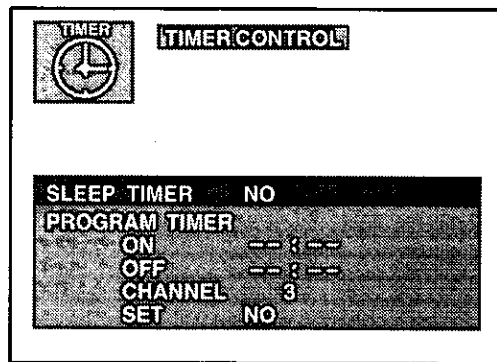 TIMER
TIMER CONTROL
SLEEP TIMER NO
PROGRAM TIMER
ON --:--
OFF --:--
CHANNEL 3
SET NO